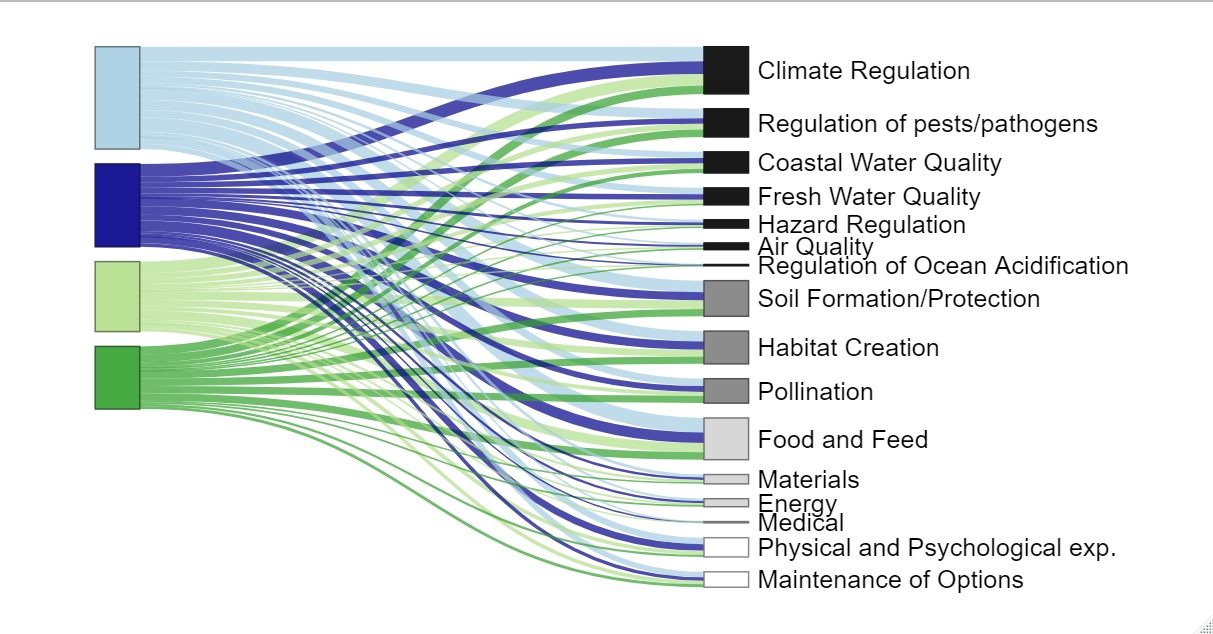 Climate Regulation
Regulation of pests/pathogens
Coastal Water Quality
Fresh Water Quality
Hazard Regulation
Air Quality
Regulation of Ocean Acidification
Soil Formation/Protection
Habitat Creation
Pollination
Food and Feed
Materials
Energy
Medical
Physical and Psychological exp.
Maintenance of Options